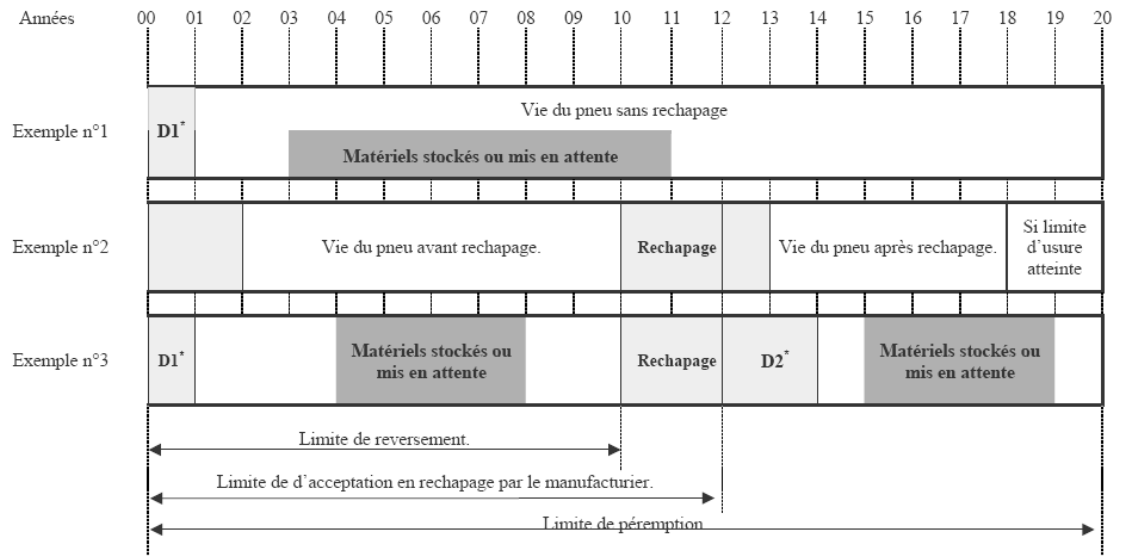 Années 00 01 02 03 04 05 06 07 08 09 10 11 12 13 14 15 16 17 18 19 20
Vie du pneu sans rechapage
Exemple n°1 D1*
Matériels stockés ou mis en attente
Si limite
Exemple n°2 Vie du pneu avant rechapage. Rechapage Vie du pneu après rechapage. d'usure
atteinte
Matériels stockés ou Matériels stockés ou
Exemple n°3 D1* Rechapage D2*
mis en attente mis en attente
Limite de reversement.
Limite de d'acceptation en rechapage par le manufacturier.
Limite de péremption